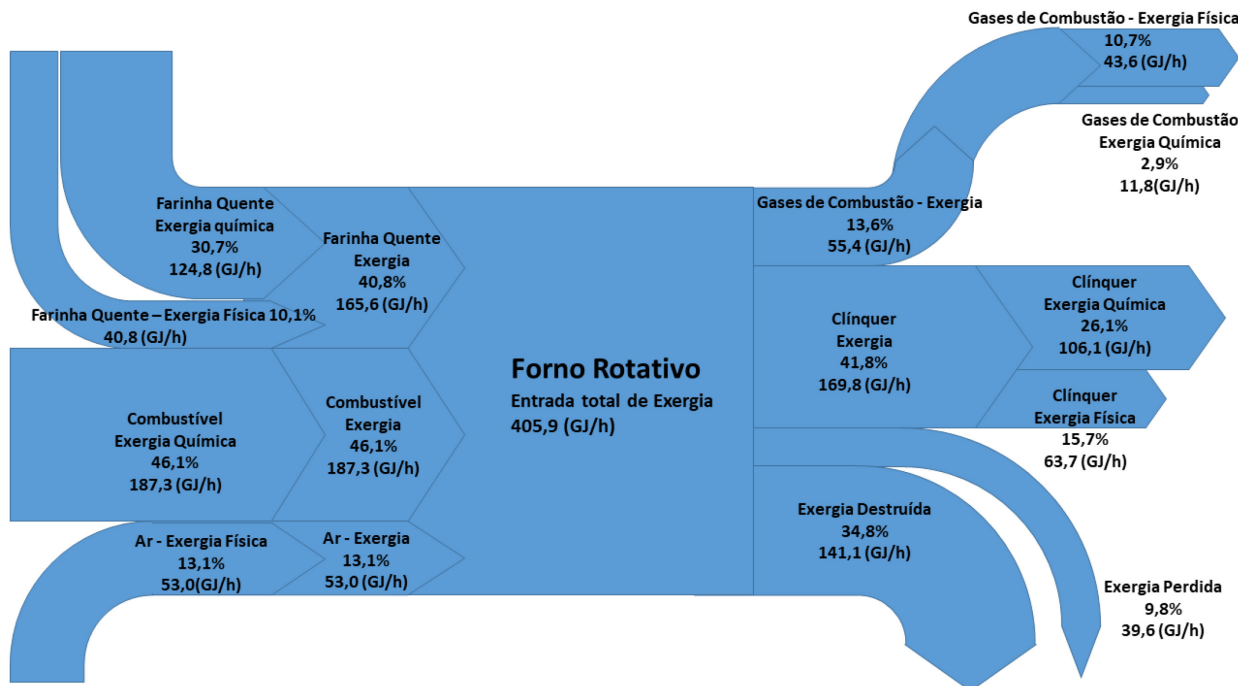 Gases de Combustão - Exergia Física
10,7%
43,6 (GJ/h)
Gases de Combustão
Exergia Química
2,9%
11,8(GJ/h)
Farinha Quente
Exergia química
30,7%
124,8 (GJ/h)
Farinha Quente
Exergia
40,8%
165,6 (GJ/h)
Farinha Quente – Exergia Física 10,1%
40,8 (GJ/h)
Combustível
Exergia Química
46,1%
187,3 (GJ/h)
Combustível
Exergia
46,1%
187,3 (GJ/h)
Ar - Exergia Física
13,1%
53,0(GJ/h)
Ar - Exergia
13,1%
53,0 (GJ/h)
Forno Rotativo
Entrada total de Exergia
405,9 (GJ/h)
Gases de Combustão - Exergia
13,6%
55,4 (GJ/h)
Clínquer
Exergia
41,8%
169,8 (GJ/h)
Clínquer
Exergia Química
26,1%
106,1 (GJ/h)
Clínquer
Exergia Física
15,7%
63,7 (GJ/h)
Exergia Destruída
34,8%
141,1 (GJ/h)
Exergia Perdida
9,8%
39,6 (GJ/h)